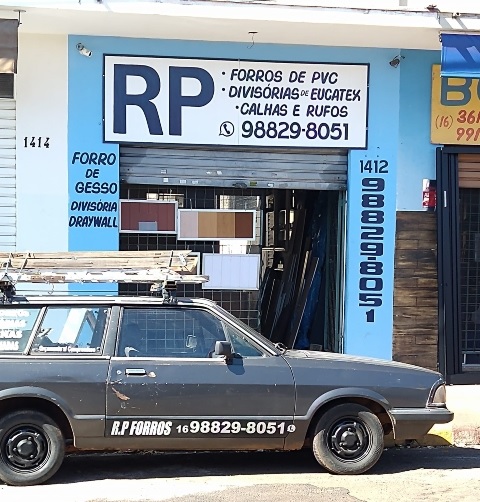 RP
• FORROS DE PVC
• DIVISÓRIAS DE EUCATEX
• CALHAS E RUFOS
98829-8051
1414
FORRO
DE
GESSO
DIVISÓRIA
DRAYWALL
1412
98829-8051
(16)
R.P FORROS 16 98829-8051